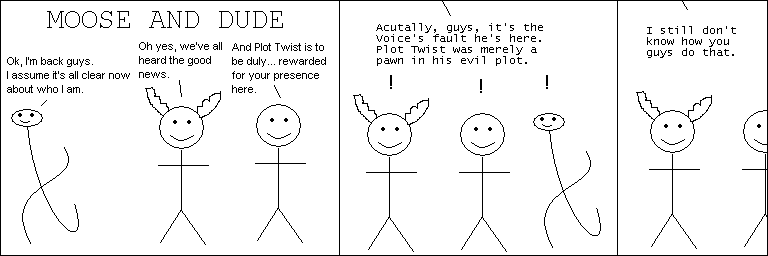 MOOSE AND DUDE
Ok, I'm back guys.
I assume it's all clear now
about who I am.
Oh yes, we've all
heard the good
news.
And Plot Twist is to
be duly... rewarded
for your presence
here.
Acutally, guys, it's the
Voice's fault he's here.
Plot Twist was merely a
pawn in his evil plot.
!
!
!
I still don't
know how you
guys do that.